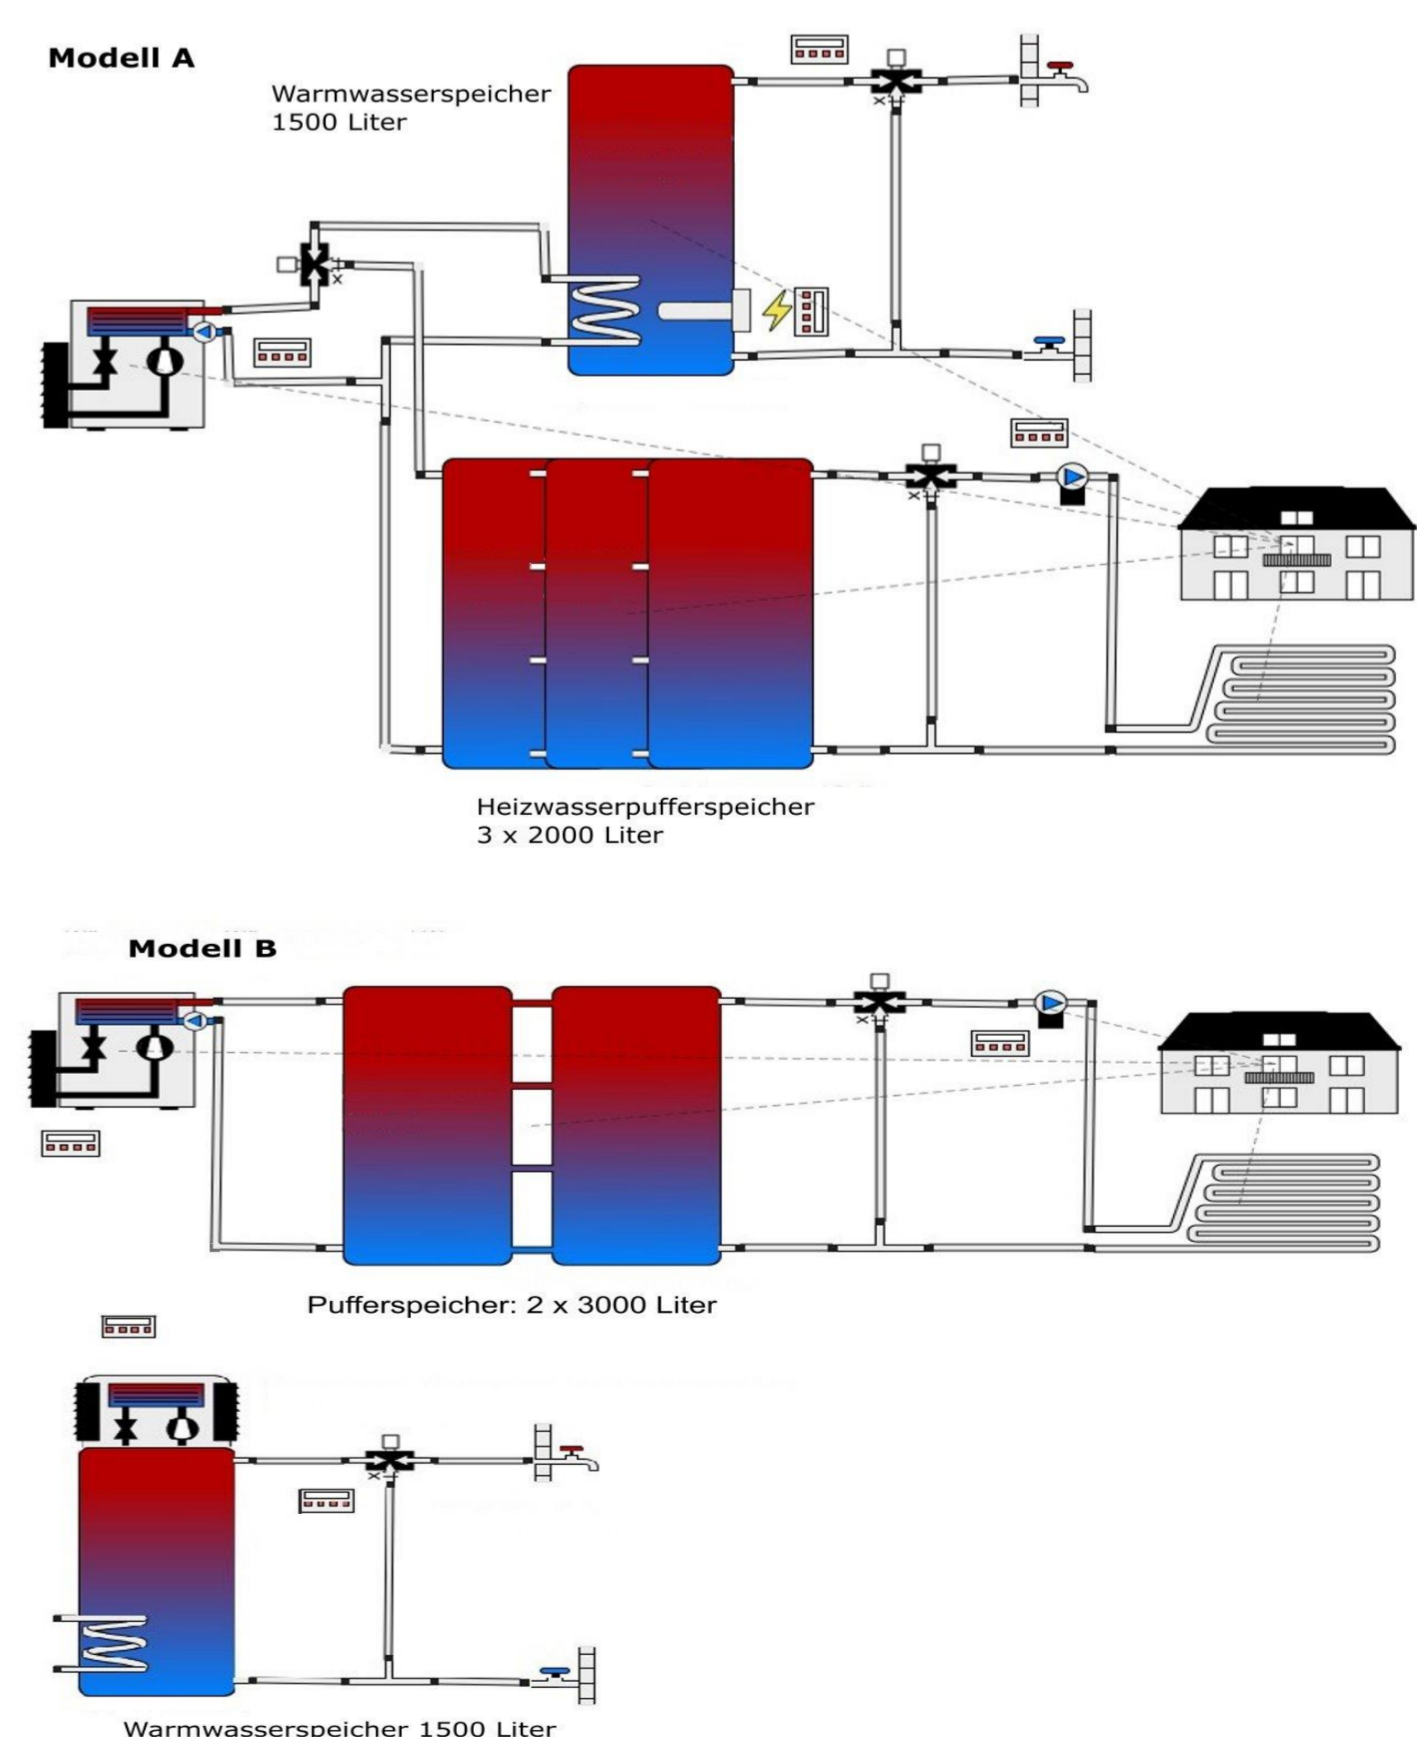 Modell A
Warmwasserspeicher
1500 Liter
x
x
x
Heizwasserpufferspeicher
3 x 2000 Liter
Modell B
x
Pufferspeicher: 2 x 3000 Liter
x
Warmwasserspeicher 1500 Liter